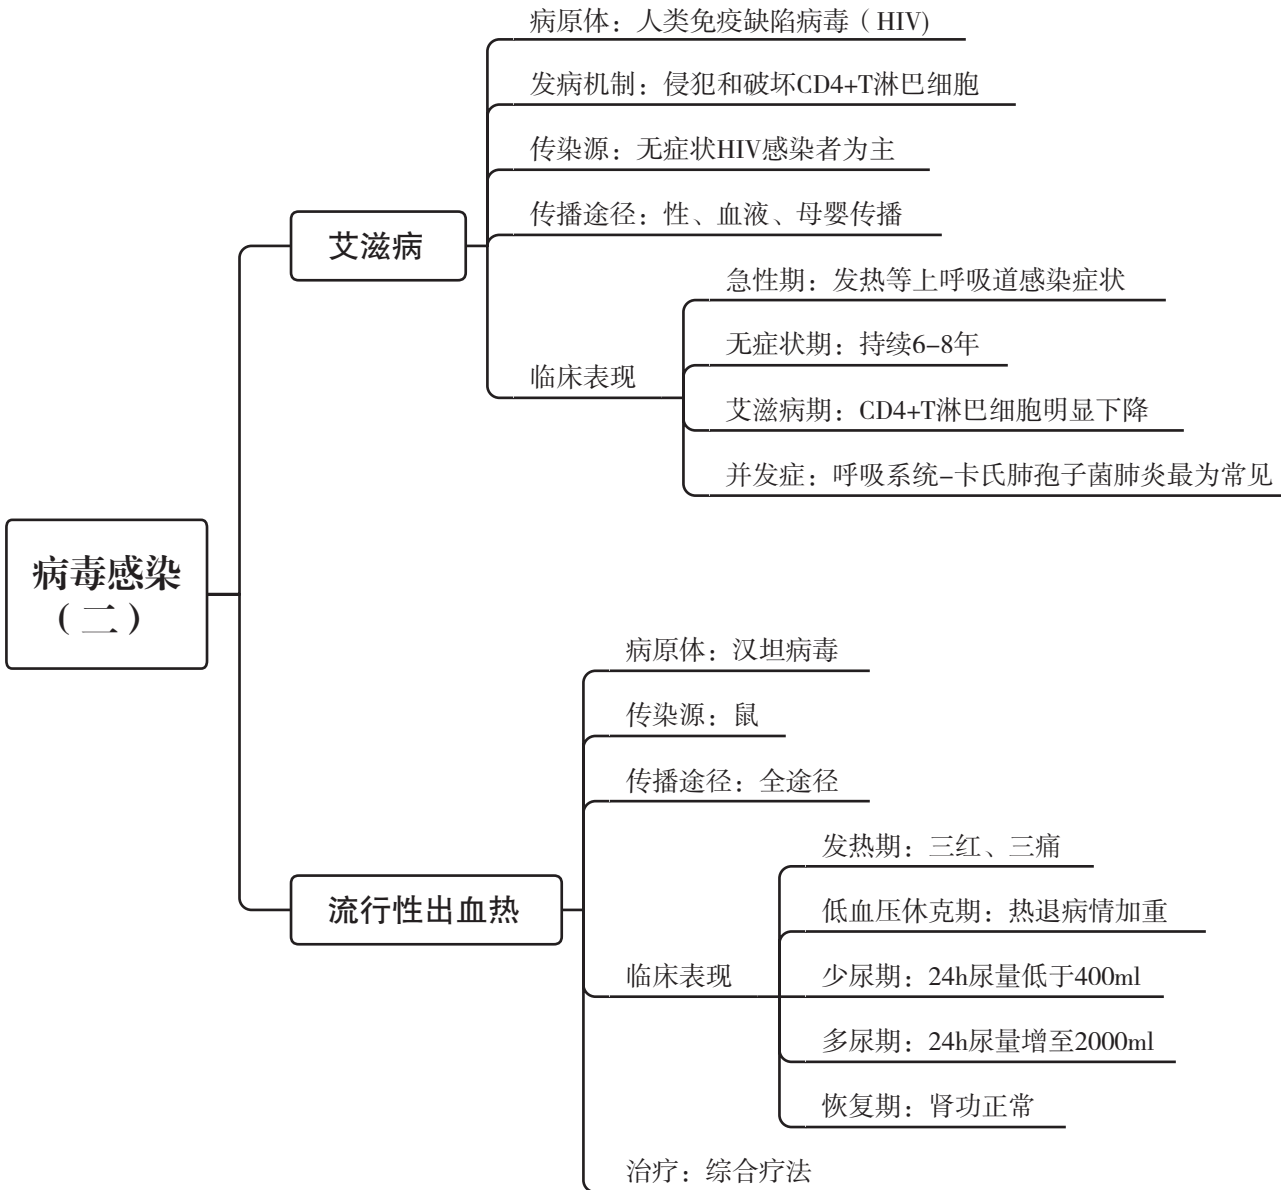 病毒感染
（二）
艾滋病
病原体：人类免疫缺陷病毒（HIV)
发病机制：侵犯和破坏CD4+T淋巴细胞
传染源：无症状HIV感染者为主
传播途径：性、血液、母婴传播
临床表现
急性期：发热等上呼吸道感染症状
无症状期：持续6–8年
艾滋病期：CD4+T淋巴细胞明显下降
并发症：呼吸系统–卡氏肺孢子菌肺炎最为常见
流行性出血热
病原体：汉坦病毒
传染源：鼠
传播途径：全途径
临床表现
发热期：三红、三痛
低血压休克期：热退病情加重
少尿期：24h尿量低于400ml
多尿期：24h尿量增至2000ml
恢复期：肾功正常
治疗：综合疗法